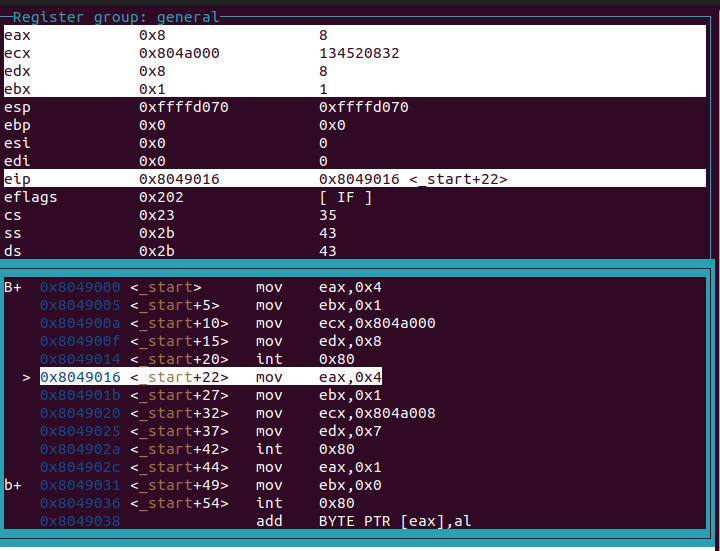 Register group: general
eax 0x8 8
ecx 0x804a000 134520832
edx 0x8 8
ebx 0x1 1
esp 0xffffd070 0xffffd070
ebp 0x0 0x0
esi 0x0 0
edi 0x0 0
eip 0x8049016 0x8049016 <_start+22>
eflags 0x202 [ IF ]
cs 0x23 35
ss 0x2b 43
ds 0x2b 43
B+ 0x8049000 <_start> mov eax,0x4
0x8049005 <_start+5> mov ebx,0x1
0x804900a <_start+10> mov ecx,0x804a000
0x804900f <_start+15> mov edx,0x8
0x8049014 <_start+20> int 0x80
> 0x8049016 <_start+22> mov eax,0x4
0x804901b <_start+27> mov ebx,0x1
0x8049020 <_start+32> mov ecx,0x804a008
0x8049025 <_start+37> mov edx,0x7
0x804902a <_start+42> int 0x80
0x804902c <_start+44> mov eax,0x1
b+ 0x8049031 <_start+49> mov ebx,0x0
0x8049036 <_start+54> int 0x80
0x8049038 add BYTE PTR [eax],al